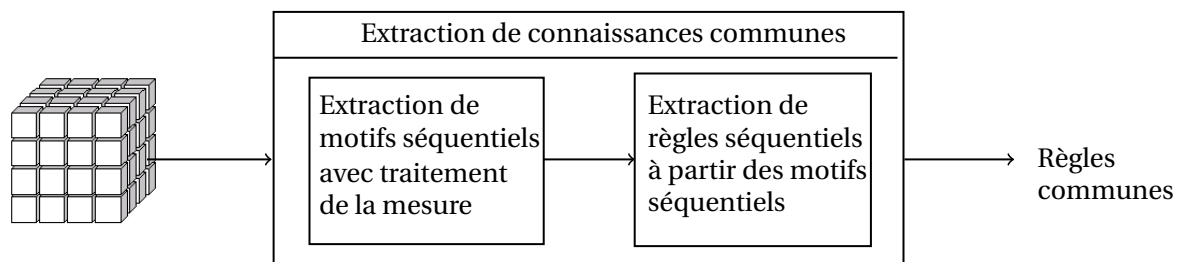 Extraction de connaissances communes
Extraction de
motifs séquentiels
avec traitement
de la mesure
Extraction de
règles séquentiels
à partir des motifs
séquentiels
Règles
communes